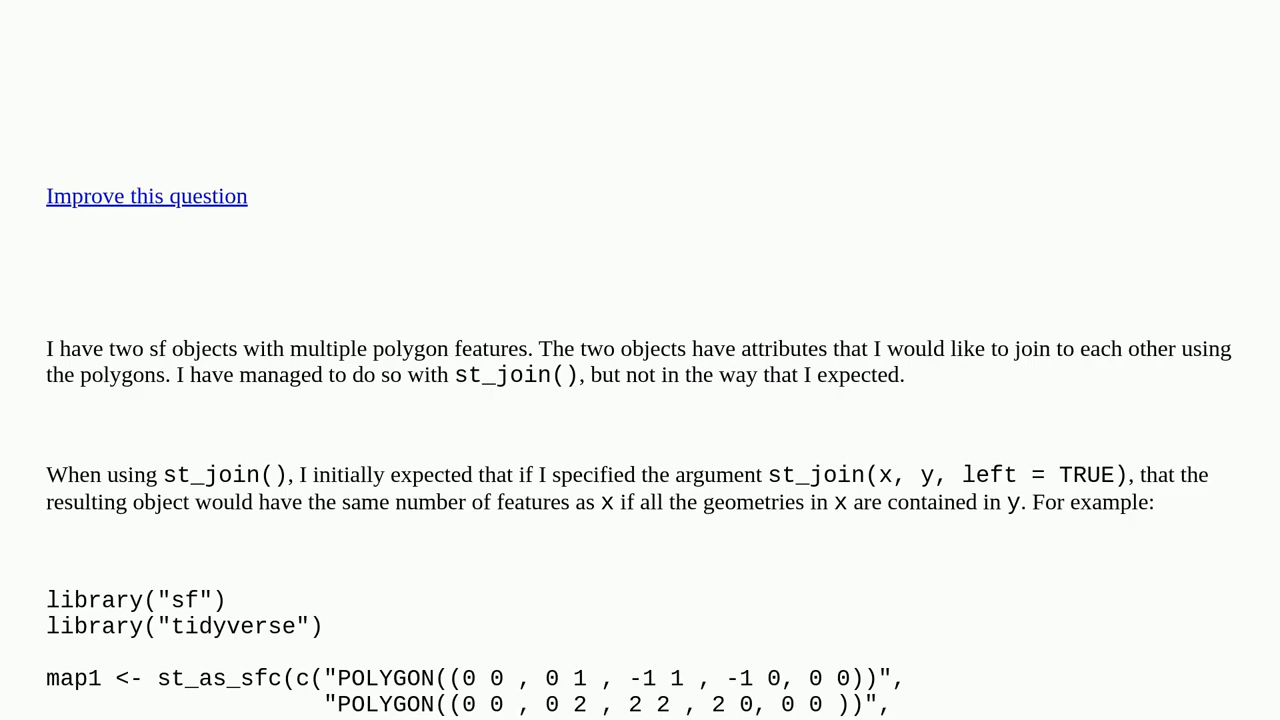 Improve this question
I have two sf objects with multiple polygon features. The two objects have attributes that I would like to join to each other using
the polygons. I have managed to do so with st_join(), but not in the way that I expected.
When using st_join(), I initially expected that if I specified the argument st_join(x, y, left = TRUE), that the
resulting object would have the same number of features as x if all the geometries in x are contained in y. For example:
library("sf")
library("tidyverse")
map1 <- st_as_sfc(c("POLYGON((0 0 , 0 1 , -1 1 , -1 0, 0 0))",
"POLYGON((0 0 , 0 2 , 2 2 , 2 0, 0 0 ))",